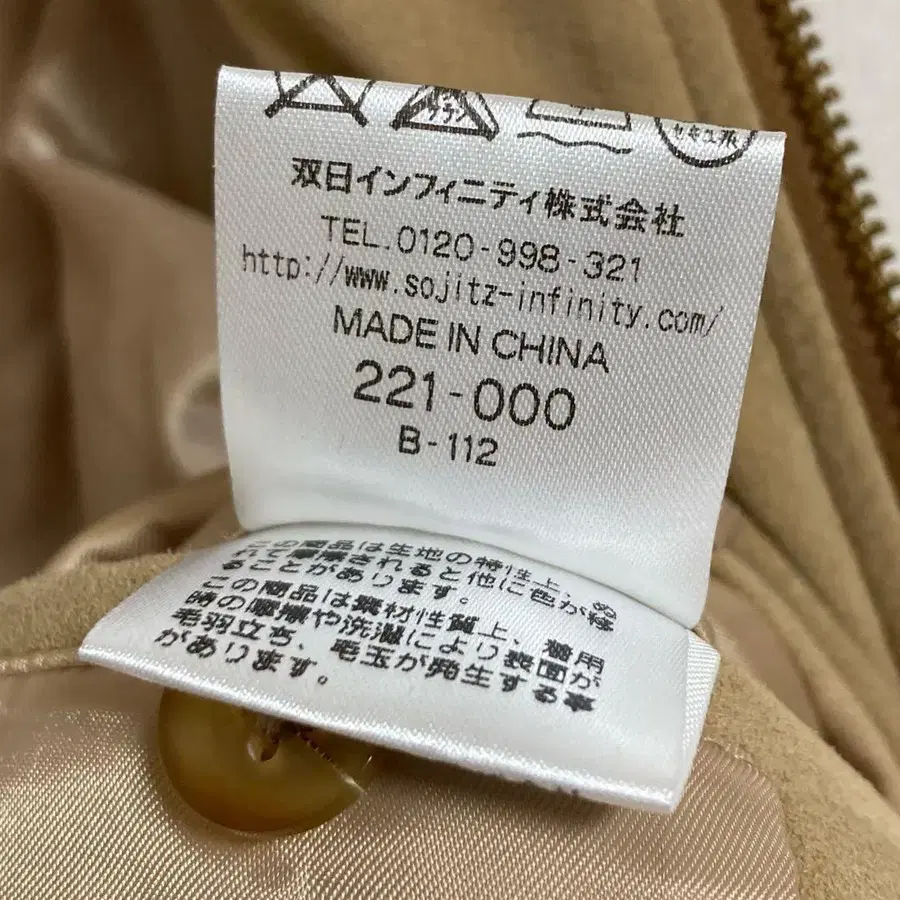 セキユ系
双日インフィニティ株式会社
TEL.0120-998-321
http://www.sojitz-infinity.com/
MADE IN CHINA
221-000
B-112
この商品は生地の特性上、ぬ
れて摩擦されると他に色が移
ることがあります。
この商品は素材性質上、着用
時の摩擦や洗濯により表面が
毛羽立ち、毛玉が発生する事
があります。